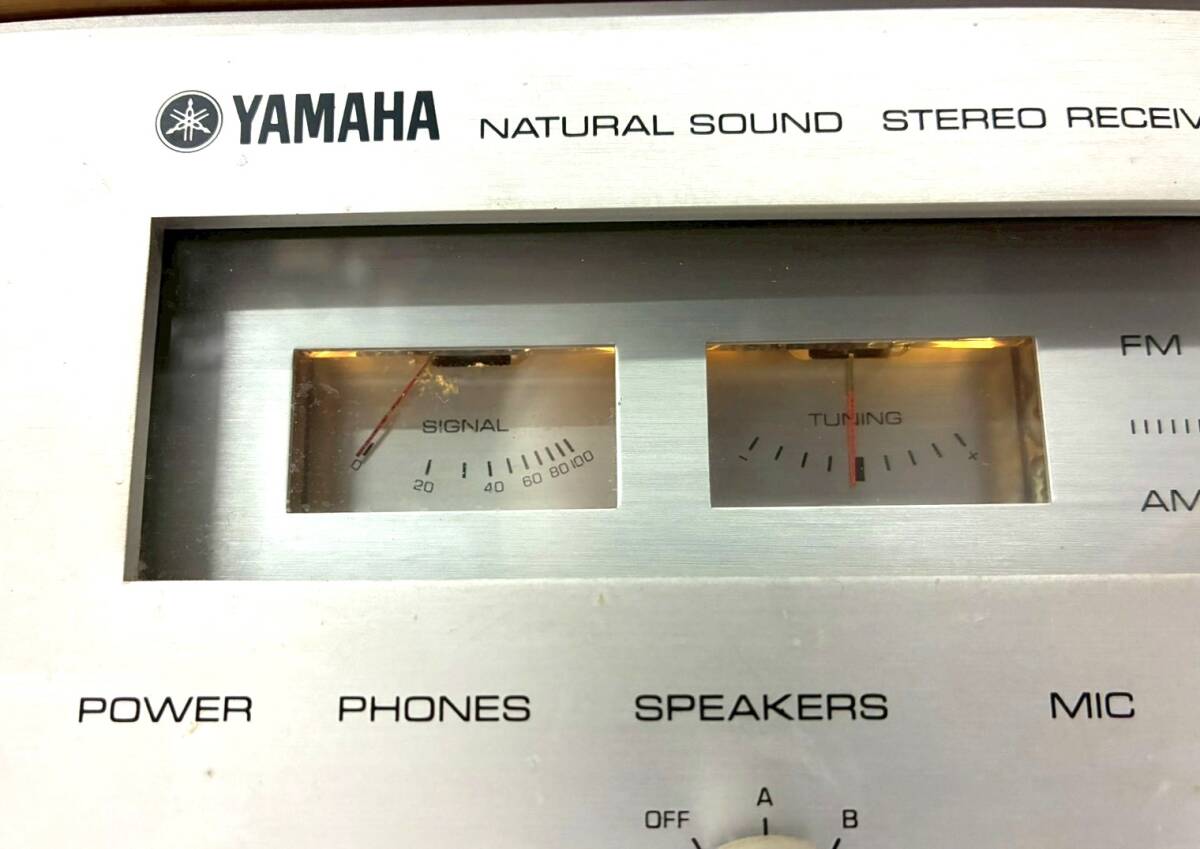 YAMAHA NATURAL SOUND STEREO RECEIV
FM
SIGNAL
0 20 40 60 80 100
TUNING
- +
AM
POWER PHONES SPEAKERS MIC
OFF A B